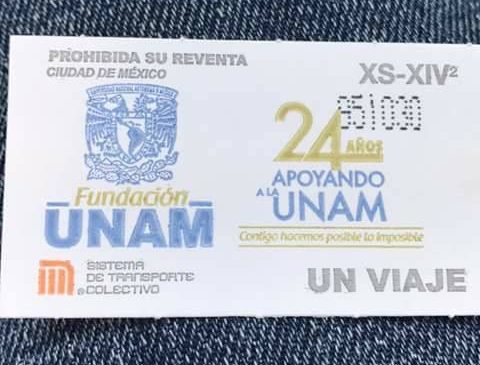 PROHIBIDA SU REVENTA
CIUDAD DE MÉXICO
XS-XIV²
24 AÑOS
APOYANDO
A LA UNAM
Contigo hacemos posible lo imposible
Fundación
UNAM
SISTEMA
DE TRANSPORTE
COLECTIVO
UN VIAJE